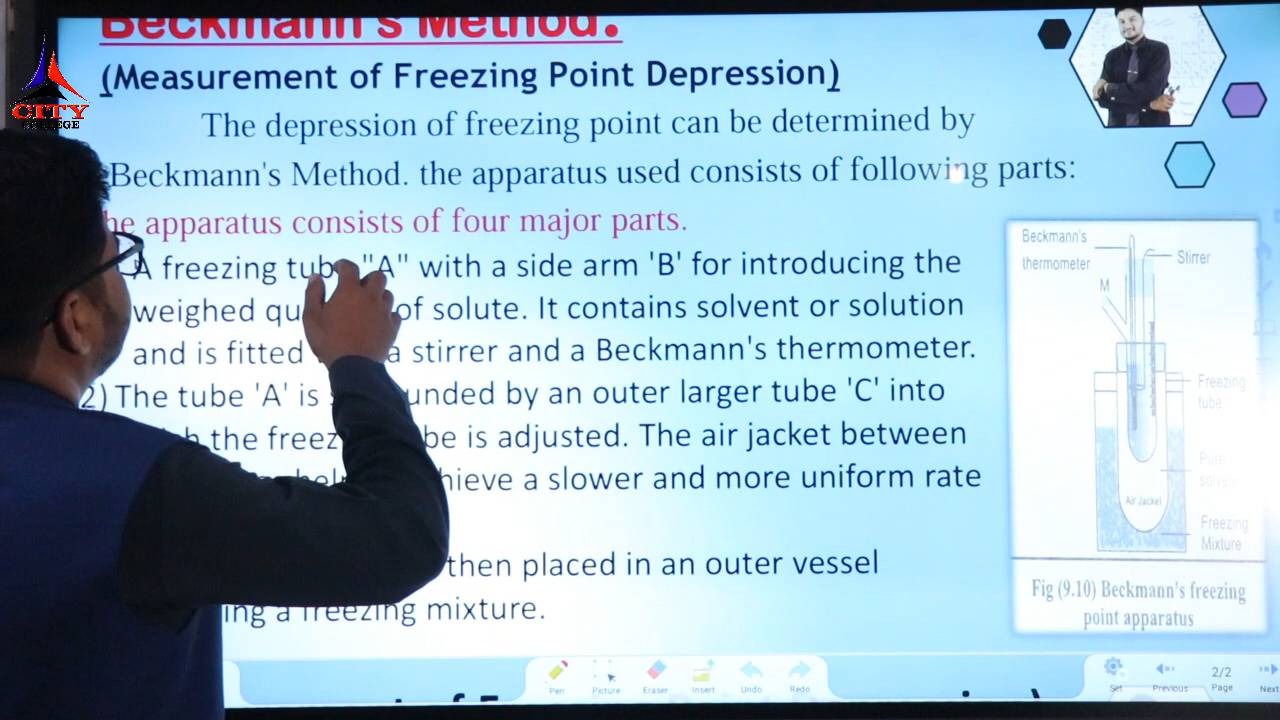 Beckmann's Method.
(Measurement of Freezing Point Depression)
The depression of freezing point can be determined by
Beckmann's Method. the apparatus used consists of following parts:
he apparatus consists of four major parts.
A freezing tube "A" with a side arm 'B' for introducing the
weighed of solute. It contains solvent or solution
and is fitted a stirrer and a Beckmann's thermometer.
2) The tube 'A' is by an outer larger tube 'C' into
the is adjusted. The air jacket between
a slower and more uniform rate
then placed in an outer vessel
ing a freezing mixture.
CITY
COLLEGE
Beckmann's
thermometer
Stirrer
M
Freezing
tube
Pure
solvent
Air Jacket
Freezing
Mixture
Fig (9.10) Beckmann's freezing
point apparatus
Pen
Picture
Eraser
Insert
Undo
Redo
Set
Previous
2/2
Page
Next